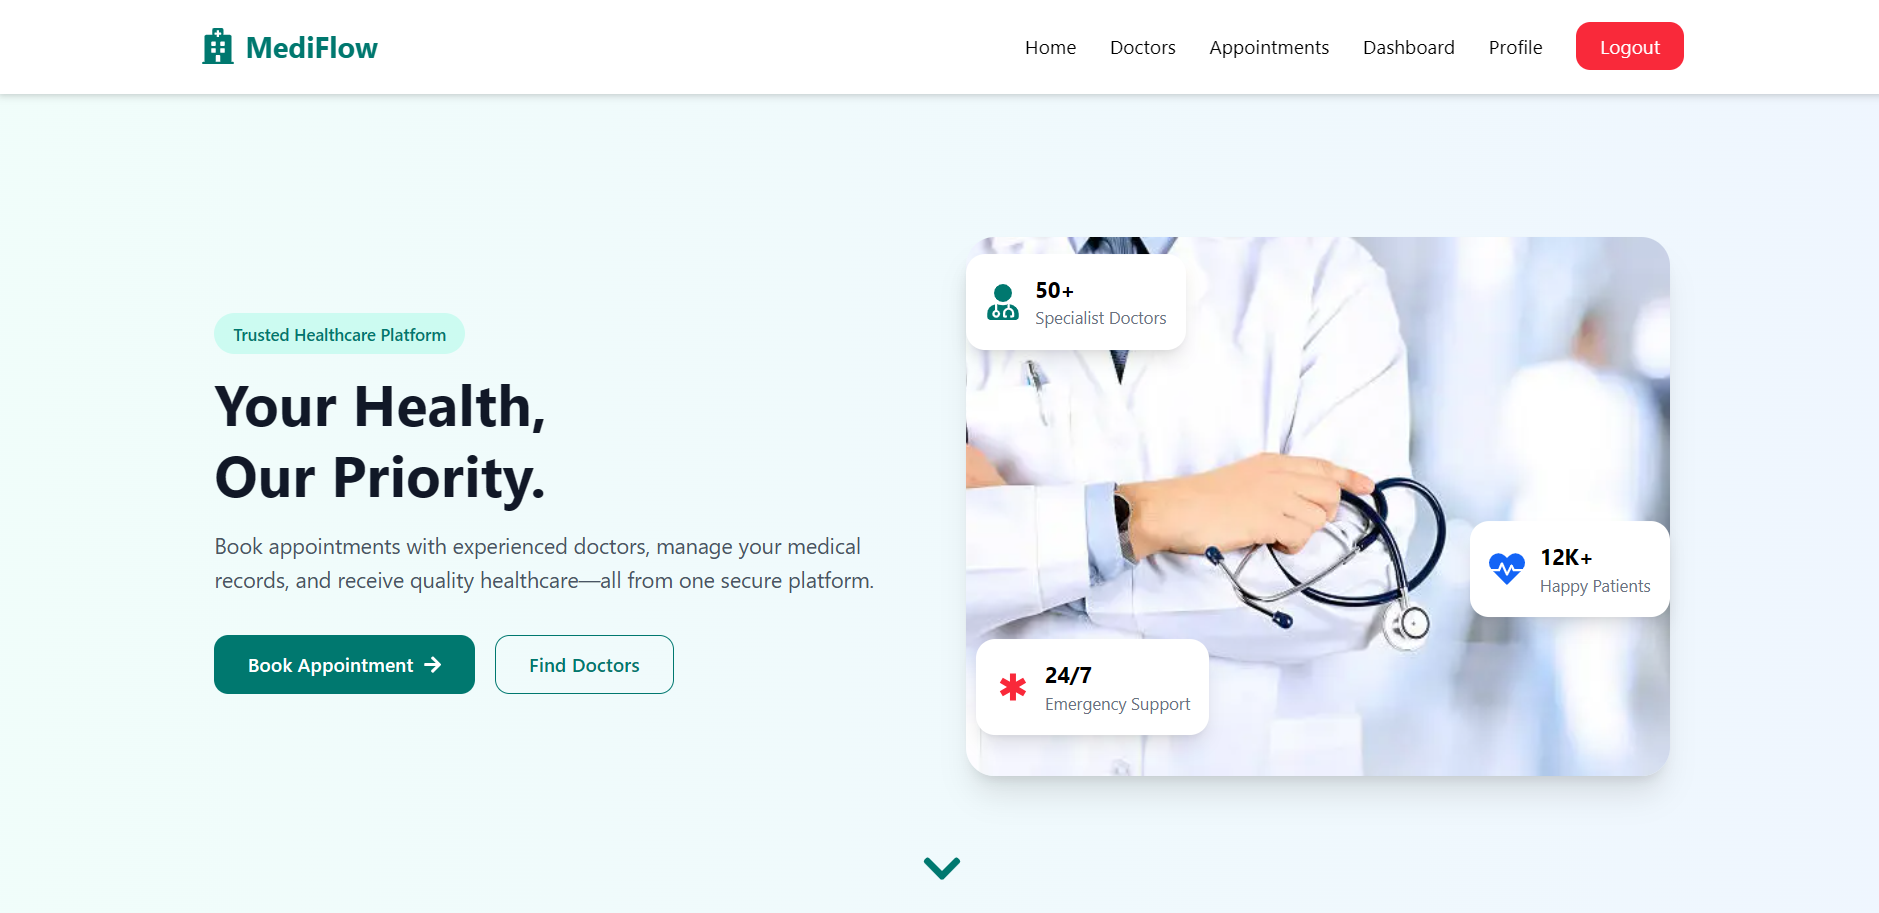 MediFlow
Home
Doctors
Appointments
Dashboard
Profile
Logout
Trusted Healthcare Platform
Your Health,
Our Priority.
Book appointments with experienced doctors, manage your medical
records, and receive quality healthcare—all from one secure platform.
Book Appointment
Find Doctors
50+
Specialist Doctors
12K+
Happy Patients
24/7
Emergency Support